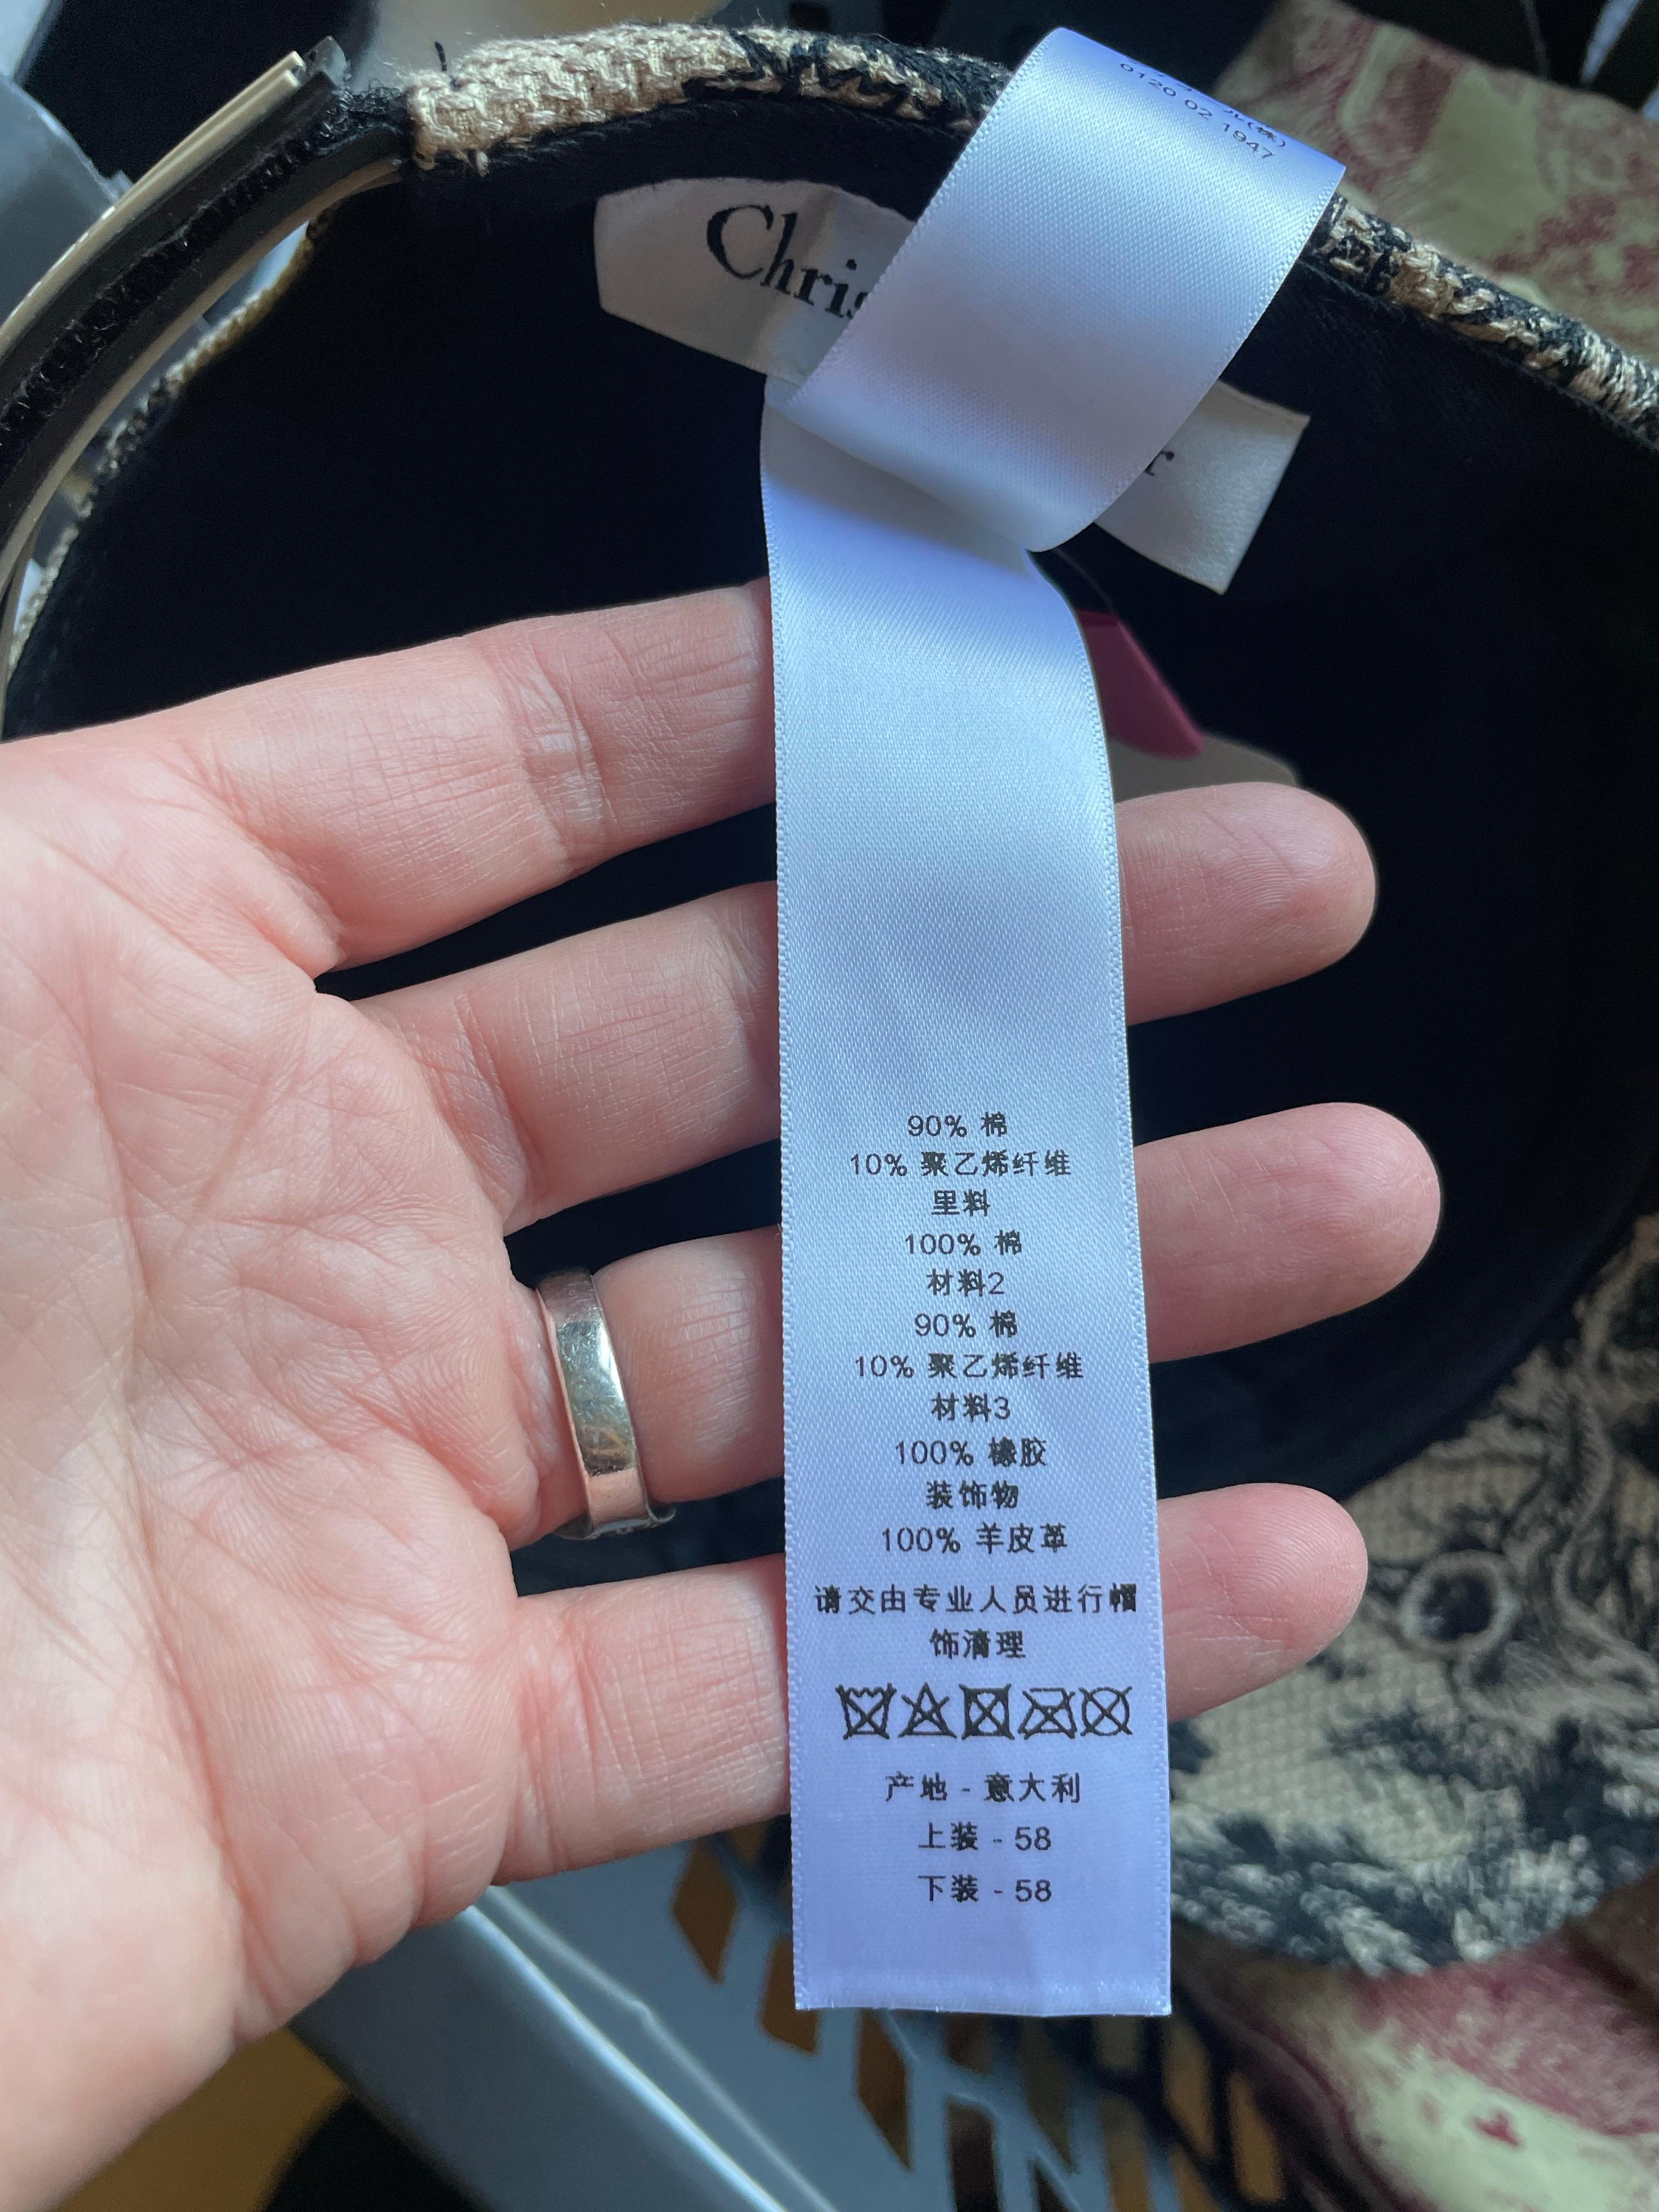 0120 02 1947
Chris
r
90% 棉
10% 聚乙烯纤维
里料
100% 棉
材料2
90% 棉
10% 聚乙烯纤维
材料3
100% 橡胶
装饰物
100% 羊皮革
请交由专业人员进行帽
饰清理
产地 - 意大利
上装 - 58
下装 - 58